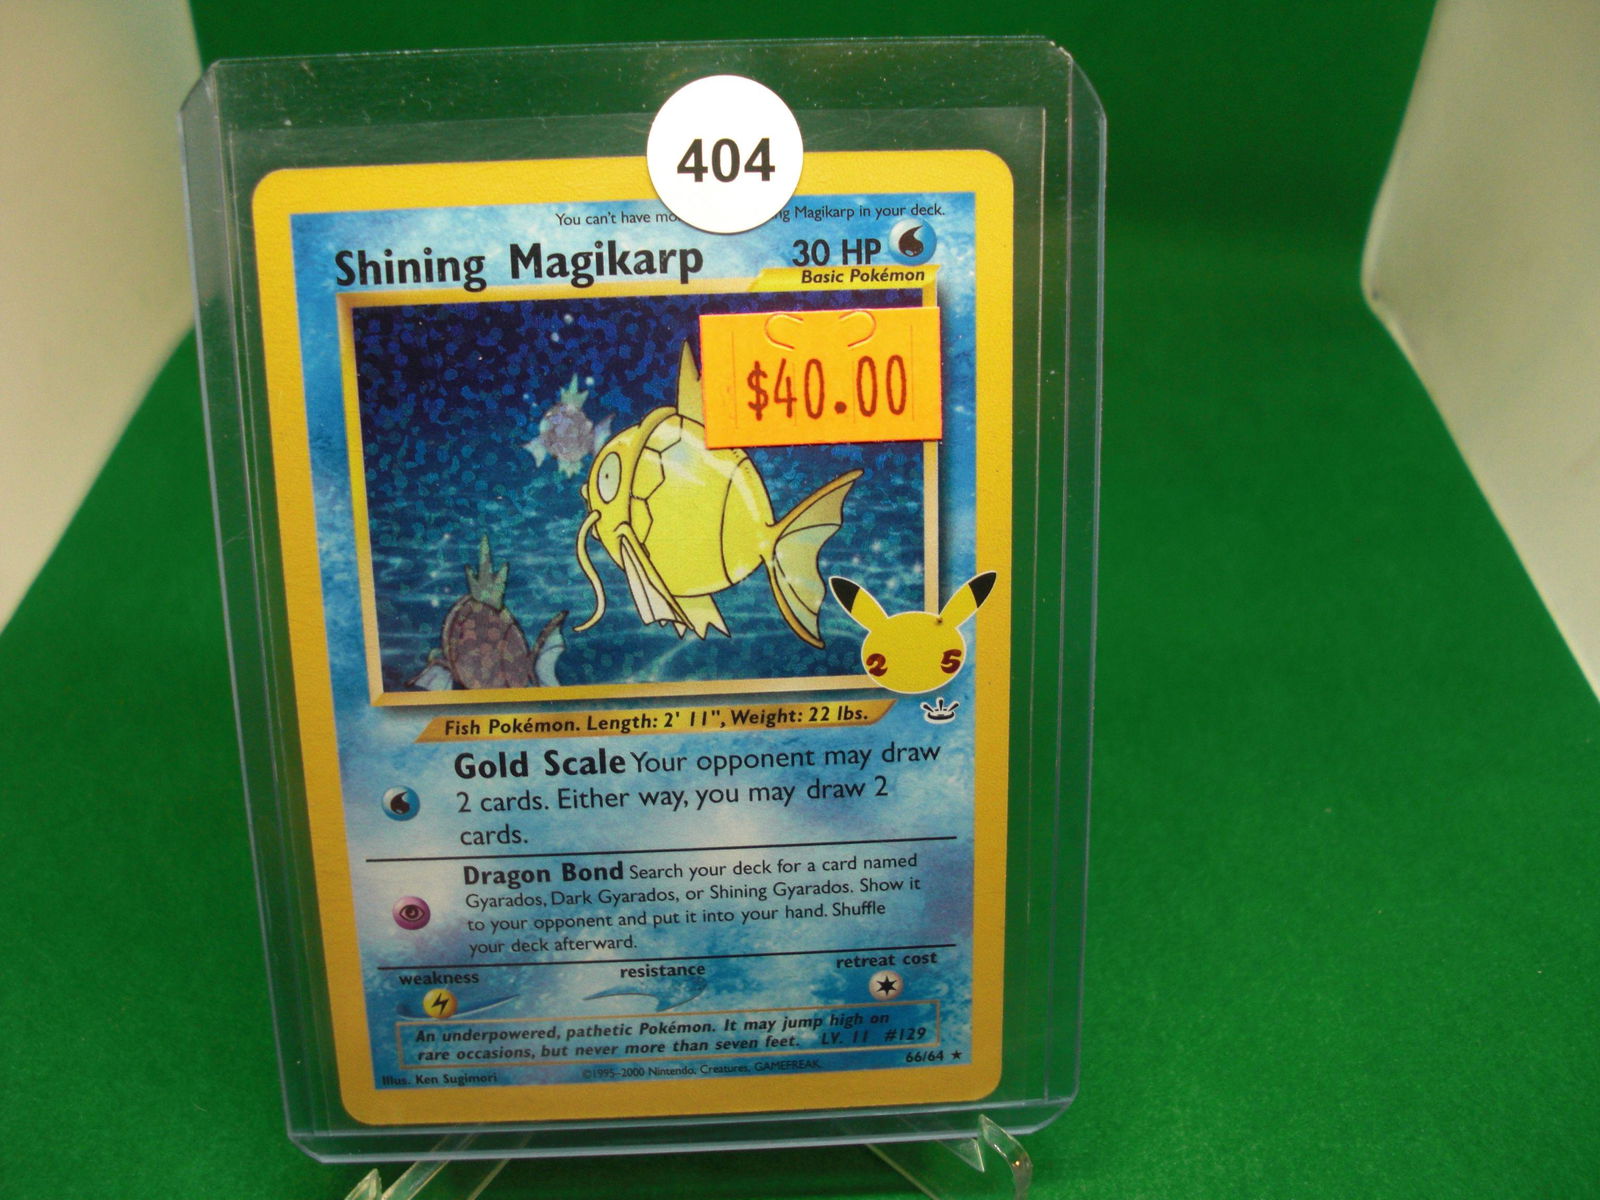 404
You can't have mo ng Magikarp in your deck.
Shining Magikarp 30 HP
Basic Pokémon
$40.00
2 5
Fish Pokémon. Length: 2' 11", Weight: 22 lbs.
Gold Scale Your opponent may draw
2 cards. Either way, you may draw 2
cards.
Dragon Bond Search your deck for a card named
Gyarados, Dark Gyarados, or Shining Gyarados. Show it
to your opponent and put it into your hand. Shuffle
your deck afterward.
weakness resistance retreat cost
An underpowered, pathetic Pokémon. It may jump high on
rare occasions, but never more than seven feet. LV. 11 #129
66/64 ★
Illus. Ken Sugimori ©1995-2000 Nintendo, Creatures, GAMEFREAK.